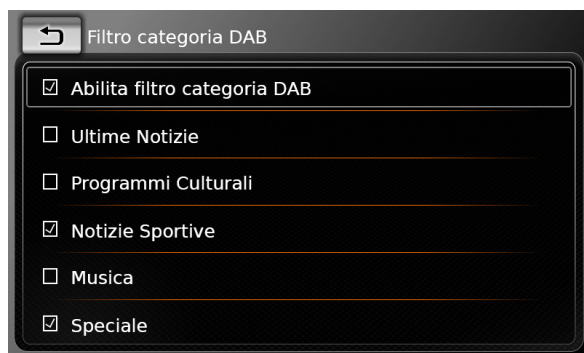 Filtro categoria DAB
Abilita filtro categoria DAB
Ultime Notizie
Programmi Culturali
Notizie Sportive
Musica
Speciale